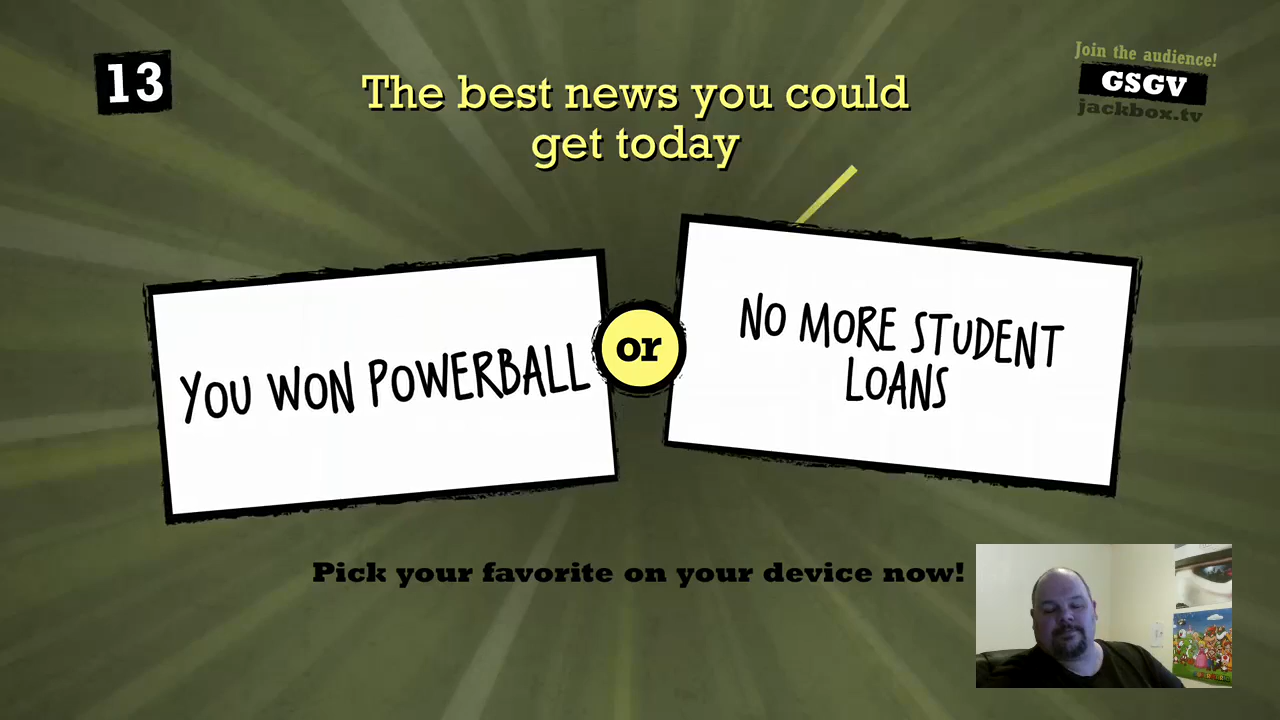 13
The best news you could
get today
Join the audience!
GSGV
jackbox.tv
YOU WON POWERBALL
or
NO MORE STUDENT
LOANS
Pick your favorite on your device now!